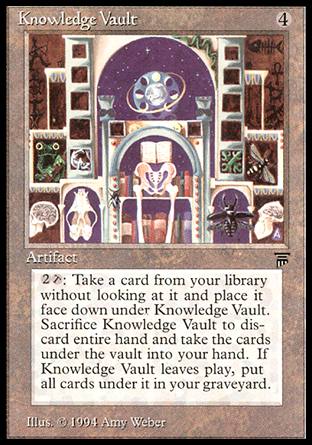 Knowledge Vault 4
Artifact
2: Take a card from your library
without looking at it and place it
face down under Knowledge Vault.
Sacrifice Knowledge Vault to dis-
card entire hand and take the cards
under the vault into your hand. If
Knowledge Vault leaves play, put
all cards under it in your graveyard.
Illus. © 1994 Amy Weber